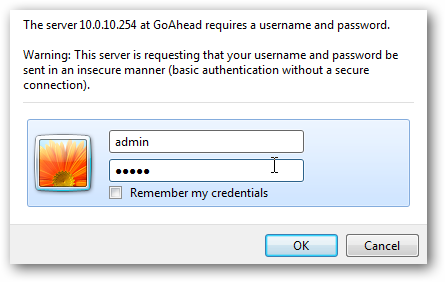 The server 10.0.10.254 at GoAhead requires a username and password.
Warning: This server is requesting that your username and password be
sent in an insecure manner (basic authentication without a secure
connection).
admin
●●●●●
Remember my credentials
OK
Cancel